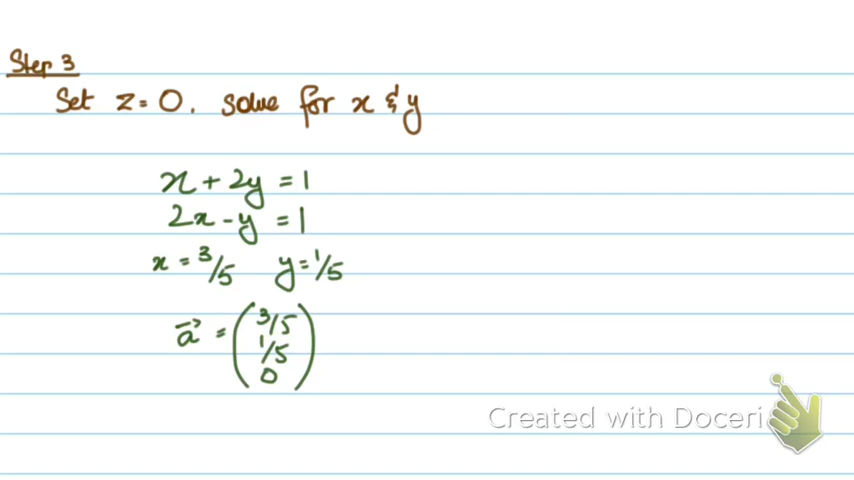 Step 3
Set z = 0. solve for x & y
x + 2y = 1
2x - y = 1
x = 3/5 y = 1/5
a⃗ = (3/5
1/5
0)
Created with Doceri